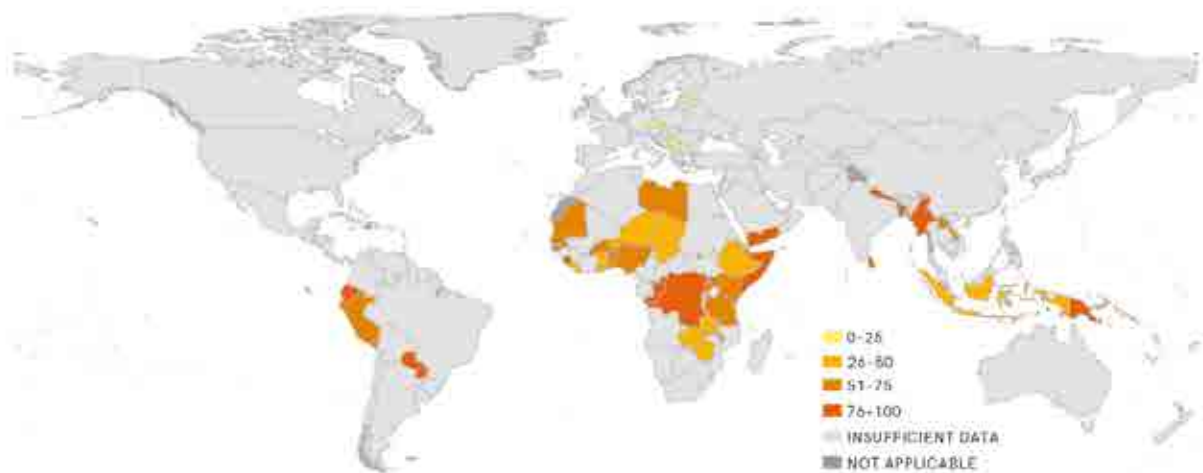 0-25
26-50
51-75
76-100
INSUFFICIENT DATA
NOT APPLICABLE